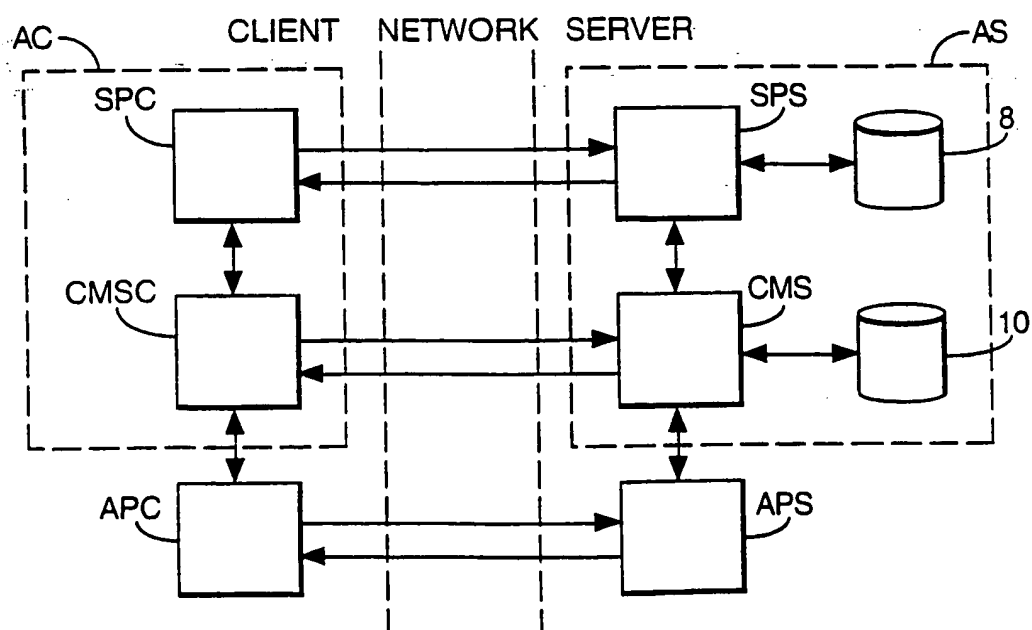 AC CLIENT NETWORK SERVER AS
SPC SPS 8
CMSC CMS 10
APC APS